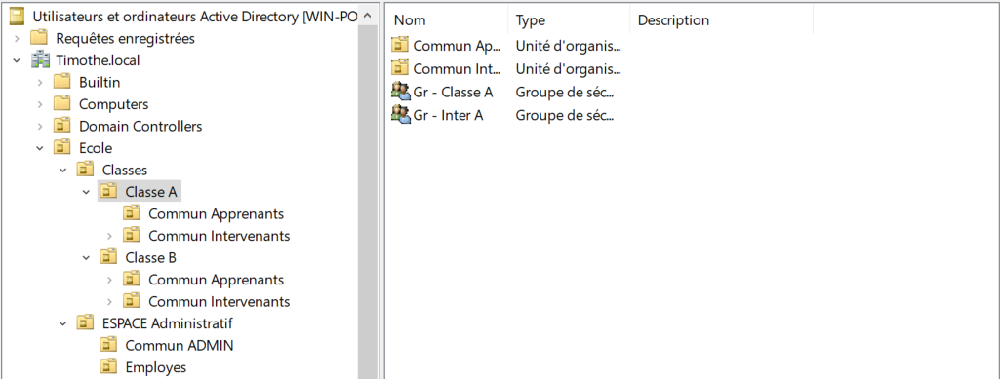 Utilisateurs et ordinateurs Active Directory [WIN-PO
Requêtes enregistrées
Timothe.local
Builtin
Computers
Domain Controllers
Ecole
Classes
Classe A
Commun Apprenants
Commun Intervenants
Classe B
Commun Apprenants
Commun Intervenants
ESPACE Administratif
Commun ADMIN
Employes
Nom Type Description
Commun Ap... Unité d'organis...
Commun Int... Unité d'organis...
Gr - Classe A Groupe de séc...
Gr - Inter A Groupe de séc...